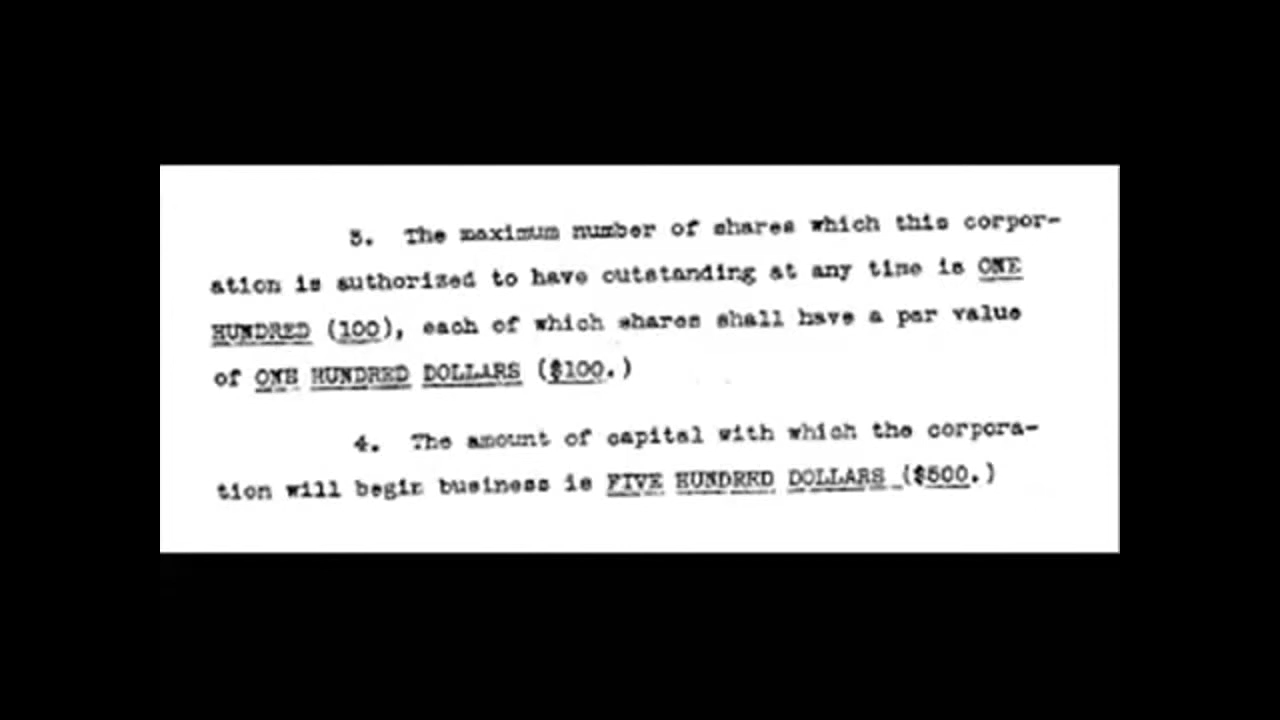 3. The maximum number of shares which this corpor-
ation is authorized to have outstanding at any time is ONE
HUNDRED (100), each of which shares shall have a par value
of ONE HUNDRED DOLLARS ($100.)
4. The amount of capital with which the corpora-
tion will begin business is FIVE HUNDRED DOLLARS ($500.)